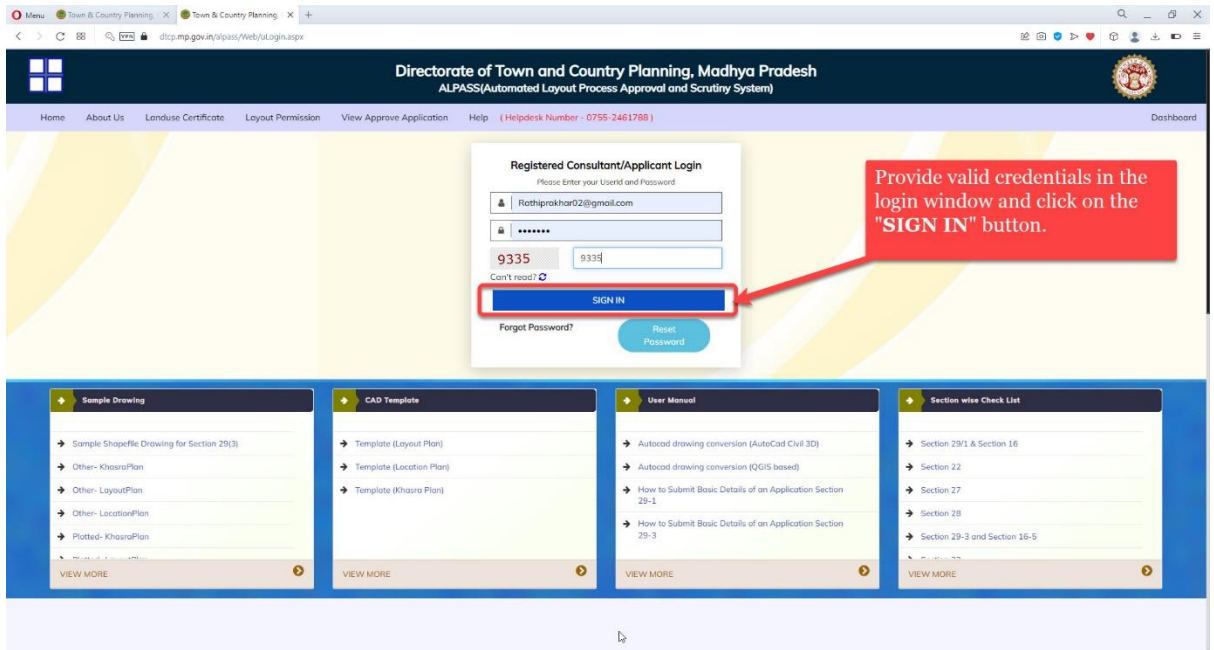 Menu
Town & Country Planning,
Town & Country Planning,
VPN
dtcp.mp.gov.in/alpass/Web/uLogin.aspx
Directorate of Town and Country Planning, Madhya Pradesh
ALPASS(Automated Layout Process Approval and Scrutiny System)
Home About Us Landuse Certificate Layout Permission View Approve Application Help ( Helpdesk Number - 0755-2461788 ) Dashboard
Registered Consultant/Applicant Login
Please Enter your Userid and Password
Rathiprakhar02@gmail.com
9335 9335
Can't read?
SIGN IN
Forgot Password? Reset
Password
Provide valid credentials in the
login window and click on the
"SIGN IN" button.
Sample Drawing
Sample Shapefile Drawing for Section 29(3)
Other- KhasraPlan
Other- LayoutPlan
Other- LocationPlan
Plotted- KhasraPlan
VIEW MORE
CAD Template
Template (Layout Plan)
Template (Location Plan)
Template (Khasra Plan)
VIEW MORE
User Manual
Autocad drawing conversion (AutoCad Civil 3D)
Autocad drawing conversion (QGIS based)
How to Submit Basic Details of an Application Section
29-1
How to Submit Basic Details of an Application Section
29-3
VIEW MORE
Section wise Check List
Section 29/1 & Section 16
Section 22
Section 27
Section 28
Section 29-3 and Section 16-5
VIEW MORE